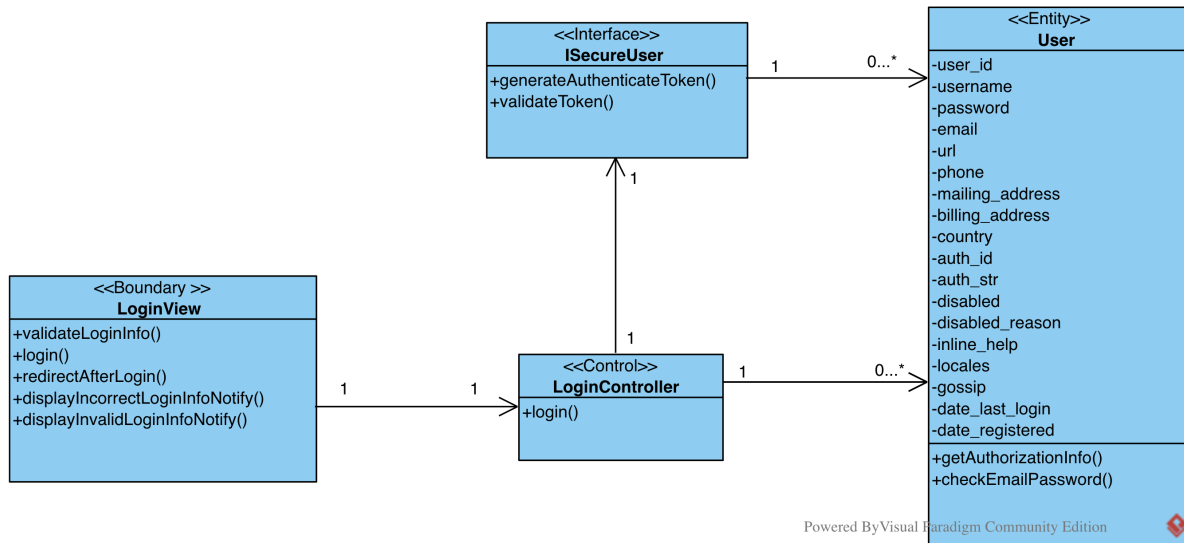 <<Interface>>
ISecureUser
+generateAuthenticateToken()
+validateToken()
1
0...*
<<Entity>>
User
-user_id
-username
-password
-email
-url
-phone
-mailing_address
-billing_address
-country
-auth_id
-auth_str
-disabled
-disabled_reason
-inline_help
-locales
-gossip
-date_last_login
-date_registered
+getAuthorizationInfo()
+checkEmailPassword()
1
1
<<Boundary >>
LoginView
+validateLoginInfo()
+login()
+redirectAfterLogin()
+displayIncorrectLoginInfoNotify()
+displayInvalidLoginInfoNotify()
1
1
<<Control>>
LoginController
+login()
1
0...*
Powered ByVisual Paradigm Community Edition